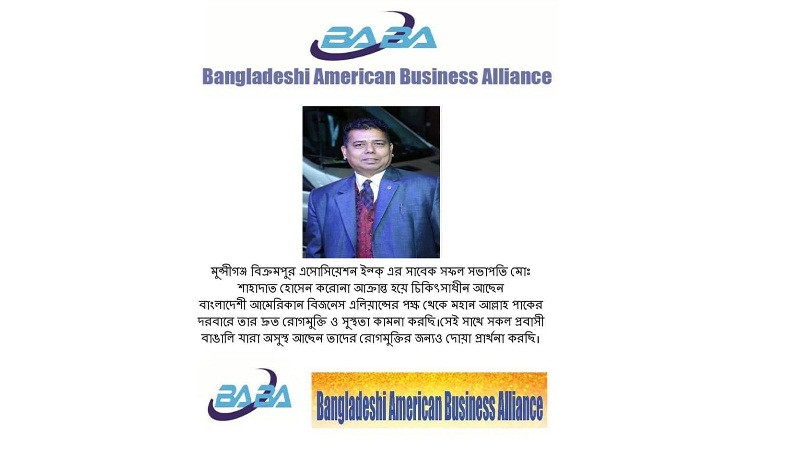 BABA
Bangladeshi American Business Alliance
মুন্সীগঞ্জ বিক্রমপুর এসোসিয়েশন ইন্ক্ এর সাবেক সফল সভাপতি মোঃ
শাহাদাত হোসেন করোনা আক্রান্ত হয়ে চিকিৎসাধীন আছেন
বাংলাদেশী আমেরিকান বিজনেস এলিয়ান্সের পক্ষ থেকে মহান আল্লাহ পাকের
দরবারে তার দ্রুত রোগমুক্তি ও সুস্থতা কামনা করছি।সেই সাথে সকল প্রবাসী
বাঙালি যারা অসুস্থ আছেন তাদের রোগমুক্তির জন্যও দোয়া প্রার্থনা করছি।
BABA
Bangladeshi American Business Alliance